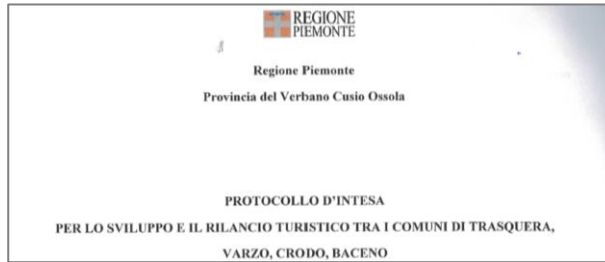 REGIONE
PIEMONTE
Regione Piemonte
Provincia del Verbano Cusio Ossola
PROTOCOLLO D'INTESA
PER LO SVILUPPO E IL RILANCIO TURISTICO TRA I COMUNI DI TRASQUERA,
VARZO, CRODO, BACENO